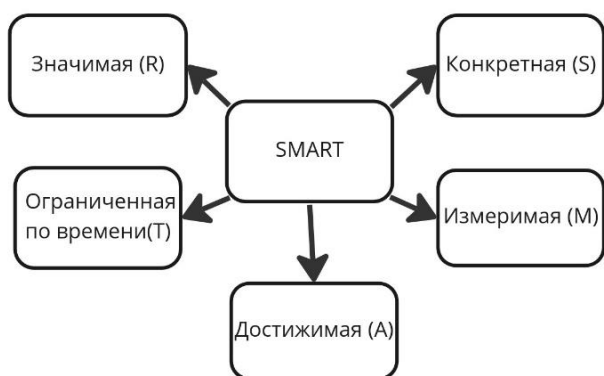 Значимая (R)
Конкретная (S)
SMART
Ограниченная
по времени(T)
Измеримая (M)
Достижимая (A)